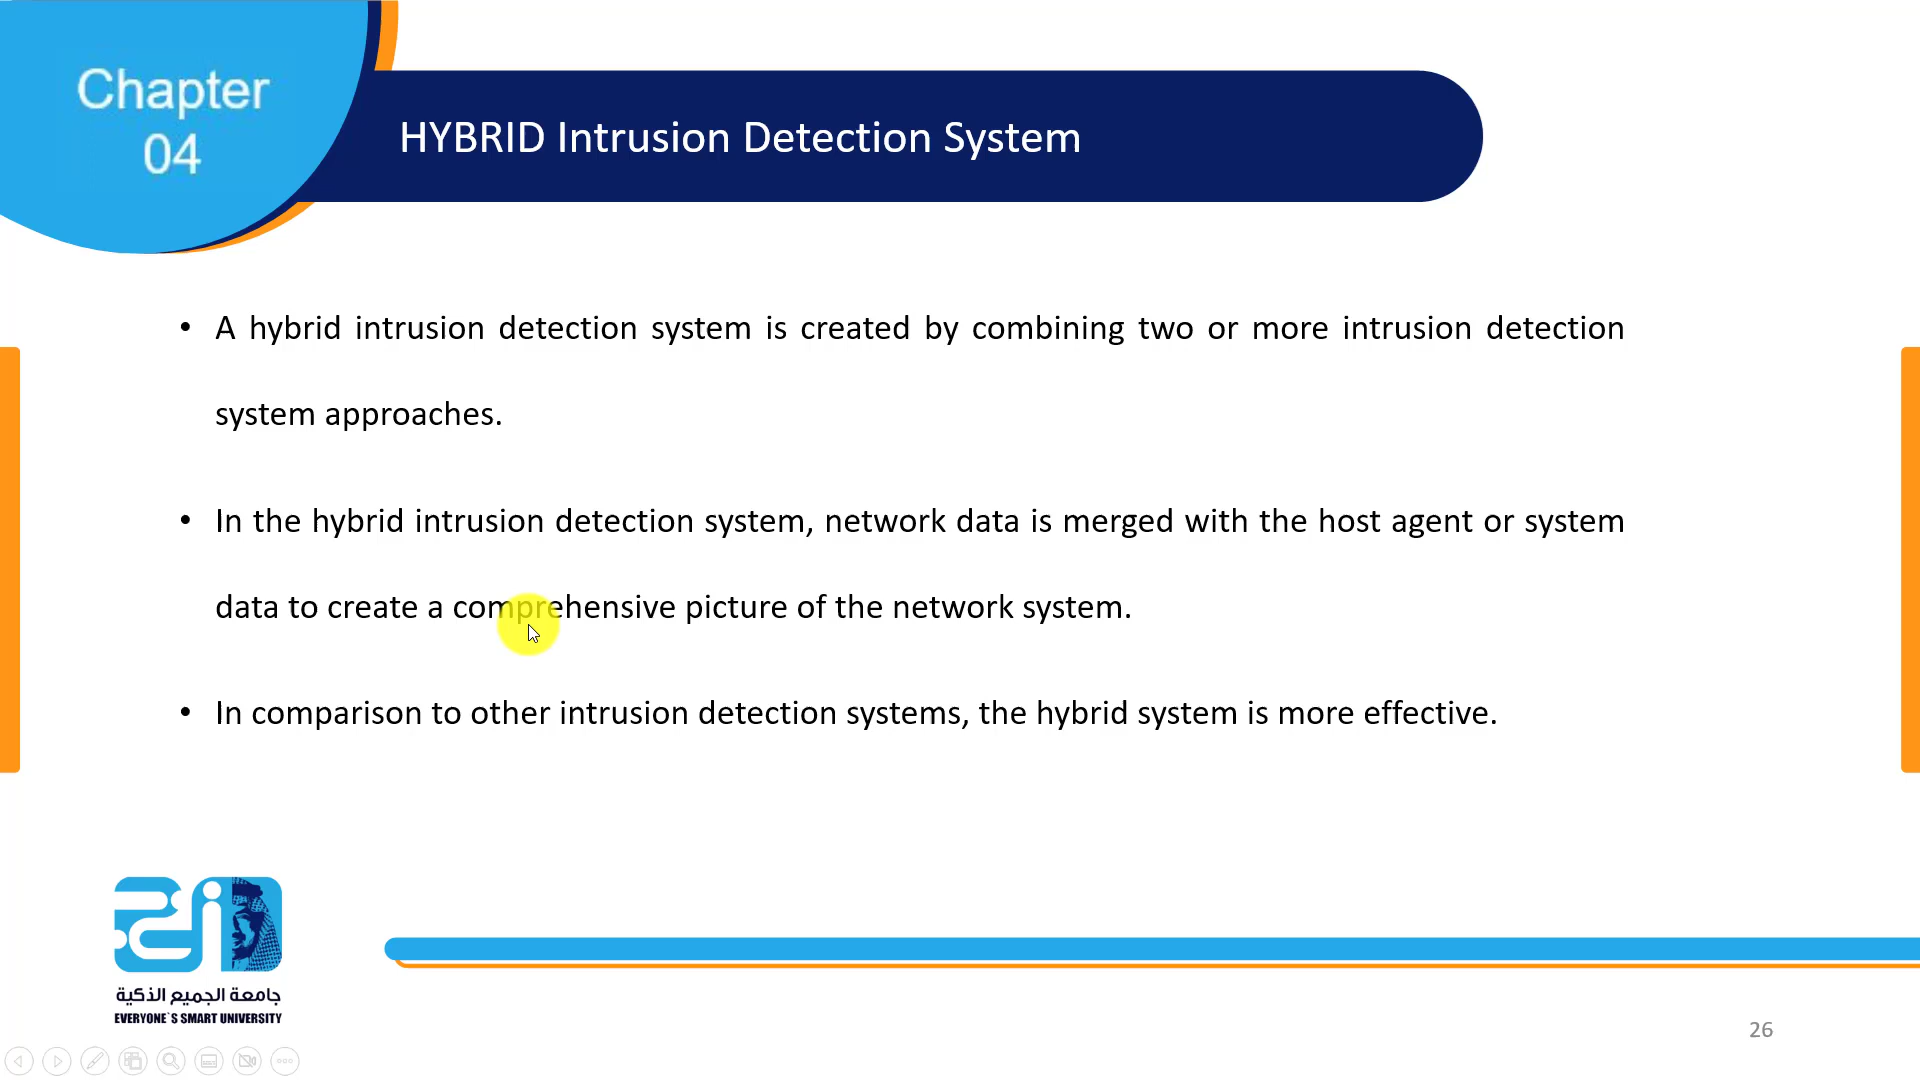 Chapter
04
HYBRID Intrusion Detection System
• A hybrid intrusion detection system is created by combining two or more intrusion detection
system approaches.
• In the hybrid intrusion detection system, network data is merged with the host agent or system
data to create a comprehensive picture of the network system.
• In comparison to other intrusion detection systems, the hybrid system is more effective.
جامعة الجميع الذكية
EVERYONE`S SMART UNIVERSITY
26